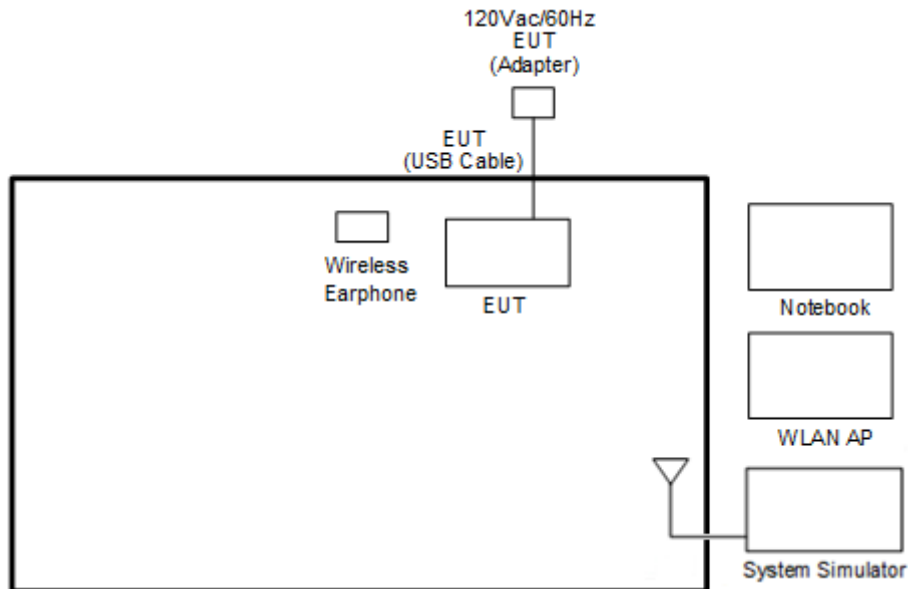 120Vac/60Hz
EUT
(Adapter)
EUT
(USB Cable)
Wireless
Earphone
EUT
Notebook
WLAN AP
System Simulator